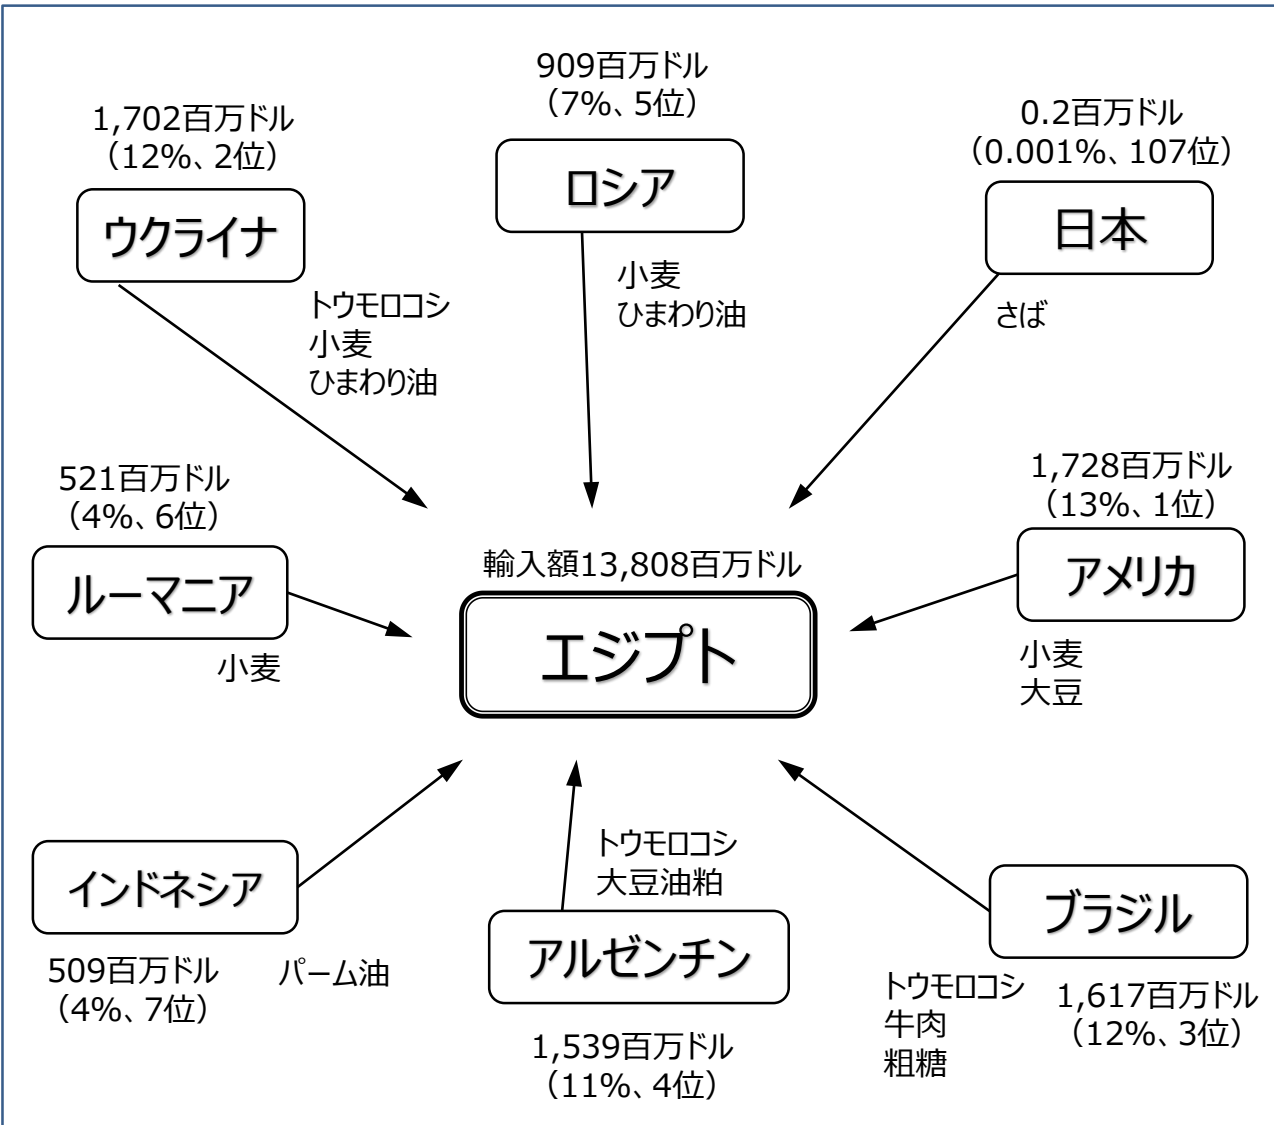 1,702百万ドル
（12%、2位）
ウクライナ
トウモロコシ
小麦
ひまわり油
909百万ドル
（7%、5位）
ロシア
小麦
ひまわり油
0.2百万ドル
（0.001%、107位）
日本
さば
521百万ドル
（4%、6位）
ルーマニア
小麦
輸入額13,808百万ドル
エジプト
1,728百万ドル
（13%、1位）
アメリカ
小麦
大豆
インドネシア
509百万ドル
（4%、7位）
パーム油
トウモロコシ
大豆油粕
アルゼンチン
1,539百万ドル
（11%、4位）
ブラジル
トウモロコシ
牛肉
粗糖
1,617百万ドル
（12%、3位）